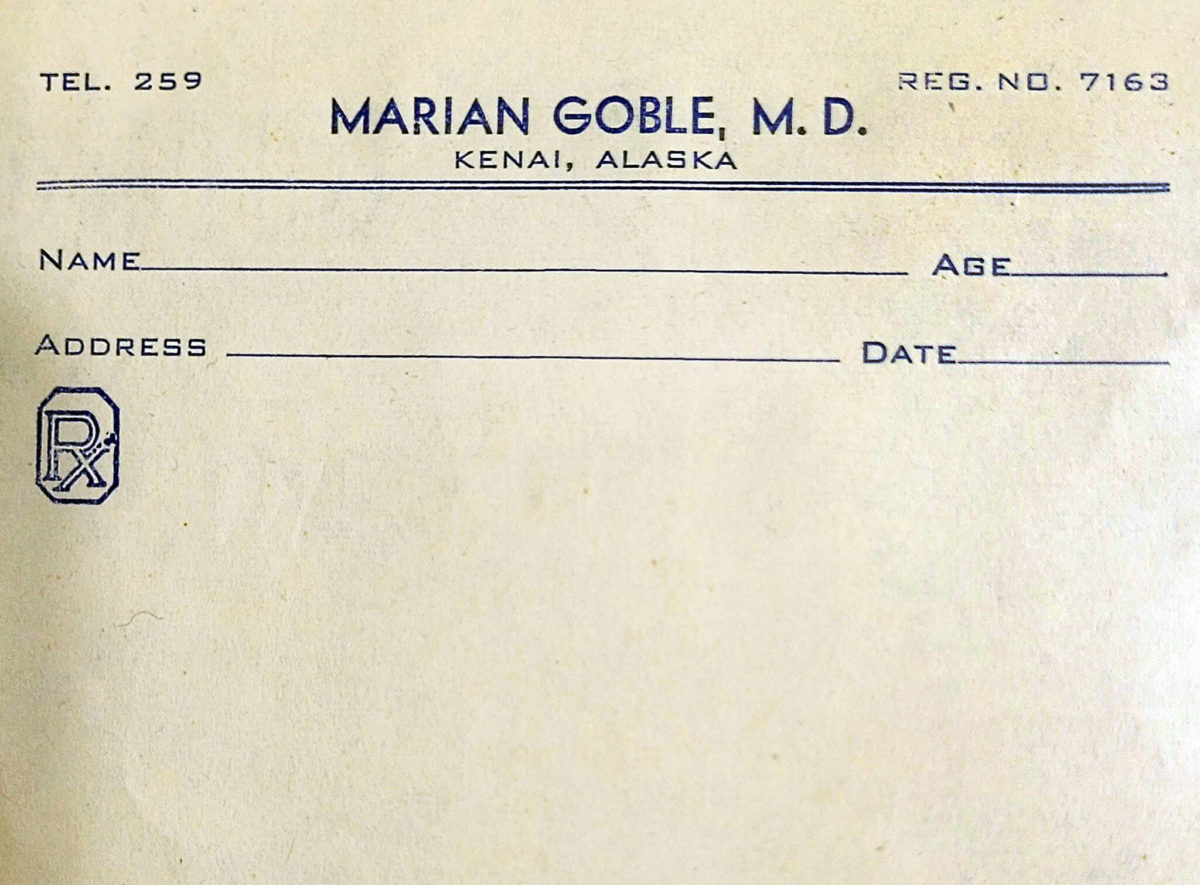 TEL. 259 REG. NO. 7163
MARIAN GOBLE, M. D.
KENAI, ALASKA
NAME AGE
ADDRESS DATE
Rx